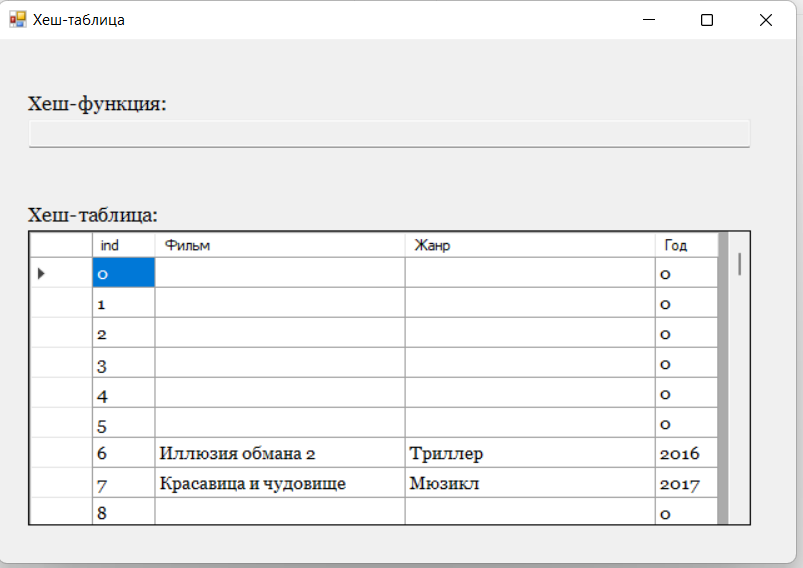 Хеш-таблица
Хеш-функция:
Хеш-таблица:
ind Фильм Жанр Год
0 0
1 0
2 0
3 0
4 0
5 0
6 Иллюзия обмана 2 Триллер 2016
7 Красавица и чудовище Мюзикл 2017
8 0